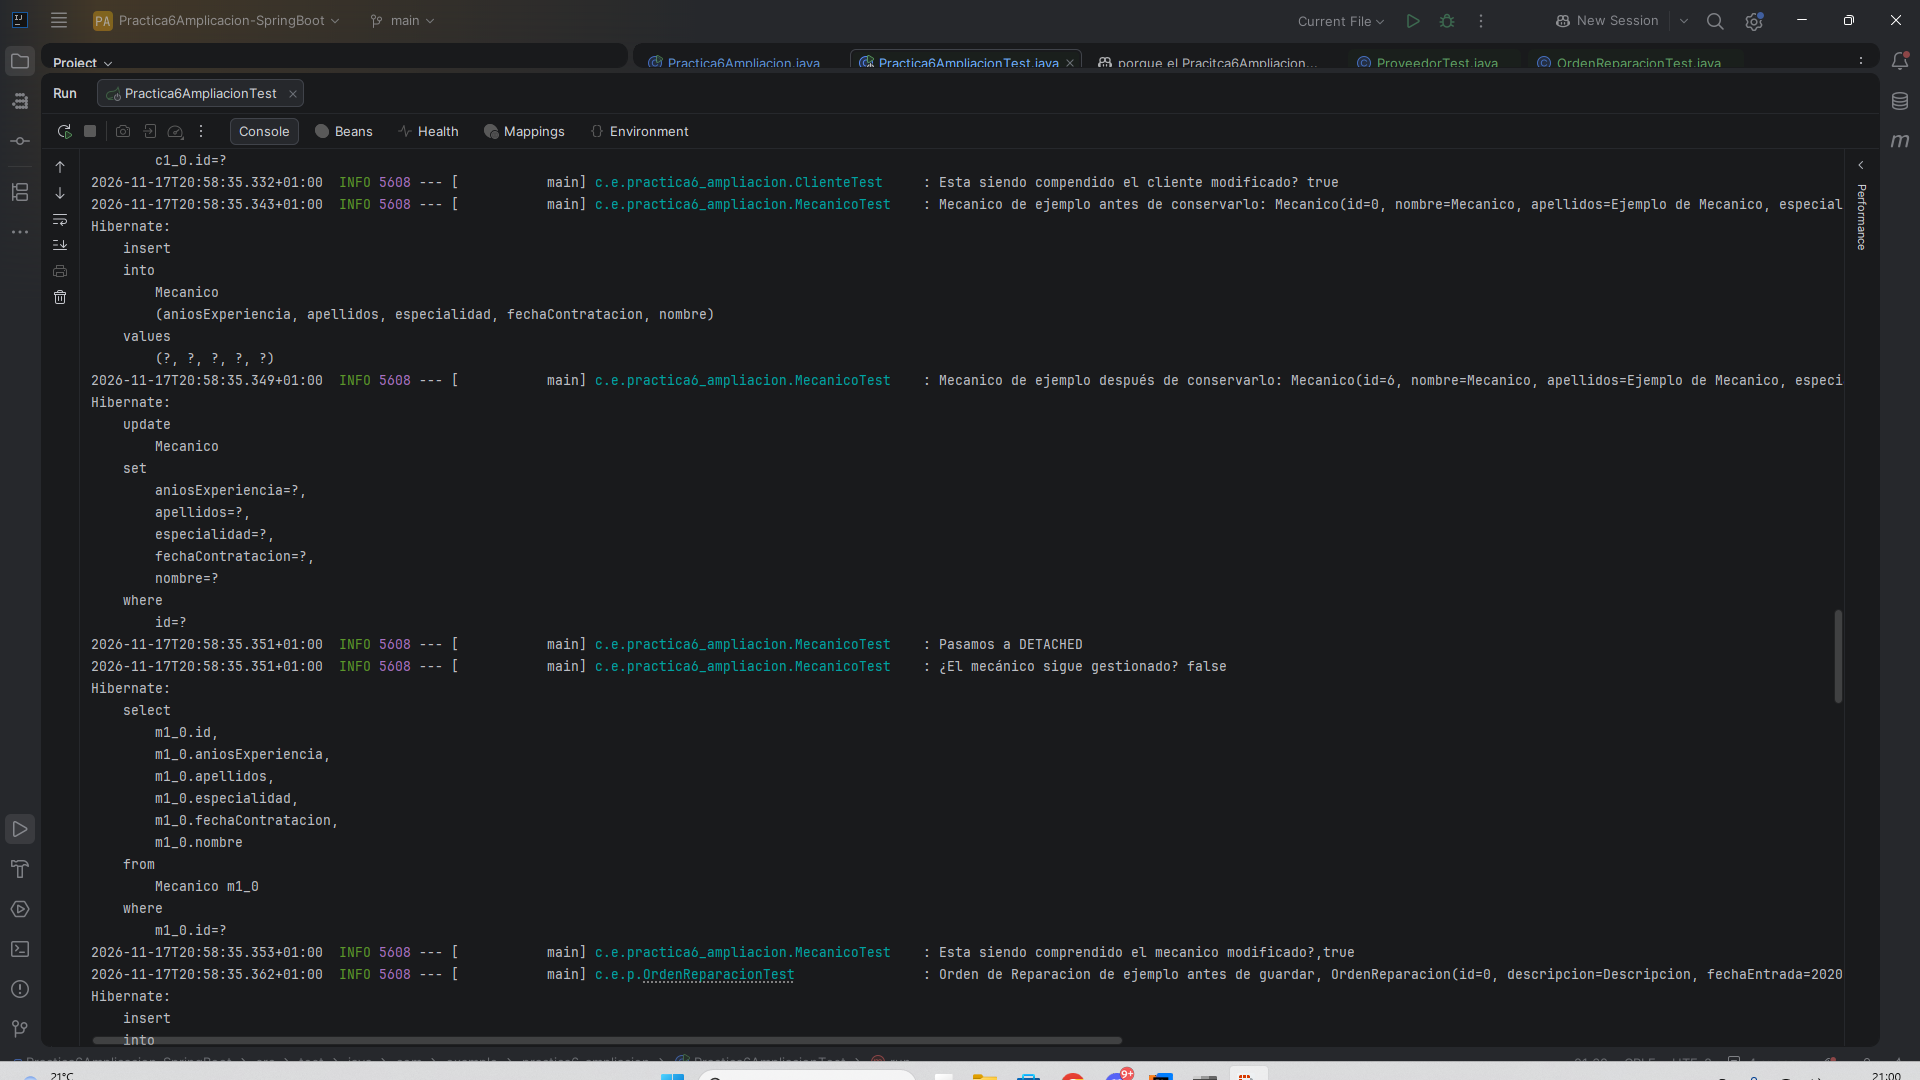 PA Practica6Amplicacion-SpringBoot main Current File New Session
Project Practica6Ampliacion.java Practica6AmpliacionTest.java porque el Pracitca6Ampliacion... ProveedorTest.java OrdenReparacionTest.java
Run Practica6AmpliacionTest
Console Beans Health Mappings Environment
c1_0.id=?
2026-11-17T20:58:35.332+01:00 INFO 5608 --- [ main] c.e.practica6_ampliacion.ClienteTest : Esta siendo compendido el cliente modificado? true
2026-11-17T20:58:35.343+01:00 INFO 5608 --- [ main] c.e.practica6_ampliacion.MecanicoTest : Mecanico de ejemplo antes de conservarlo: Mecanico(id=0, nombre=Mecanico, apellidos=Ejemplo de Mecanico, especial
Hibernate:
insert
into
Mecanico
(aniosExperiencia, apellidos, especialidad, fechaContratacion, nombre)
values
(?, ?, ?, ?, ?)
2026-11-17T20:58:35.349+01:00 INFO 5608 --- [ main] c.e.practica6_ampliacion.MecanicoTest : Mecanico de ejemplo después de conservarlo: Mecanico(id=6, nombre=Mecanico, apellidos=Ejemplo de Mecanico, especi
Hibernate:
update
Mecanico
set
aniosExperiencia=?,
apellidos=?,
especialidad=?,
fechaContratacion=?,
nombre=?
where
id=?
2026-11-17T20:58:35.351+01:00 INFO 5608 --- [ main] c.e.practica6_ampliacion.MecanicoTest : Pasamos a DETACHED
2026-11-17T20:58:35.351+01:00 INFO 5608 --- [ main] c.e.practica6_ampliacion.MecanicoTest : ¿El mecánico sigue gestionado? false
Hibernate:
select
m1_0.id,
m1_0.aniosExperiencia,
m1_0.apellidos,
m1_0.especialidad,
m1_0.fechaContratacion,
m1_0.nombre
from
Mecanico m1_0
where
m1_0.id=?
2026-11-17T20:58:35.353+01:00 INFO 5608 --- [ main] c.e.practica6_ampliacion.MecanicoTest : Esta siendo comprendido el mecanico modificado?,true
2026-11-17T20:58:35.362+01:00 INFO 5608 --- [ main] c.e.p.OrdenReparacionTest : Orden de Reparacion de ejemplo antes de guardar, OrdenReparacion(id=0, descripcion=Descripcion, fechaEntrada=2020
Hibernate:
insert
into
Performance
21°C
9+
21:00